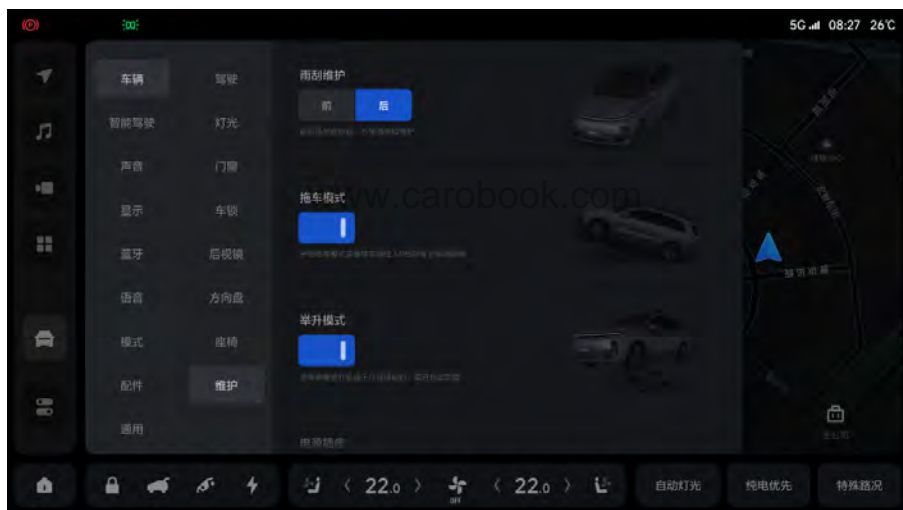 5G 08:27 26℃
车辆
驾驶
智能驾驶
灯光
声音
门窗
显示
车锁
蓝牙
后视镜
语音
方向盘
模式
座椅
配件
维护
通用
雨刮维护
前
后
拖车模式
举升模式
www.carobook.com
22.0
OFF
22.0
自动灯光
纯电优先
特殊路况